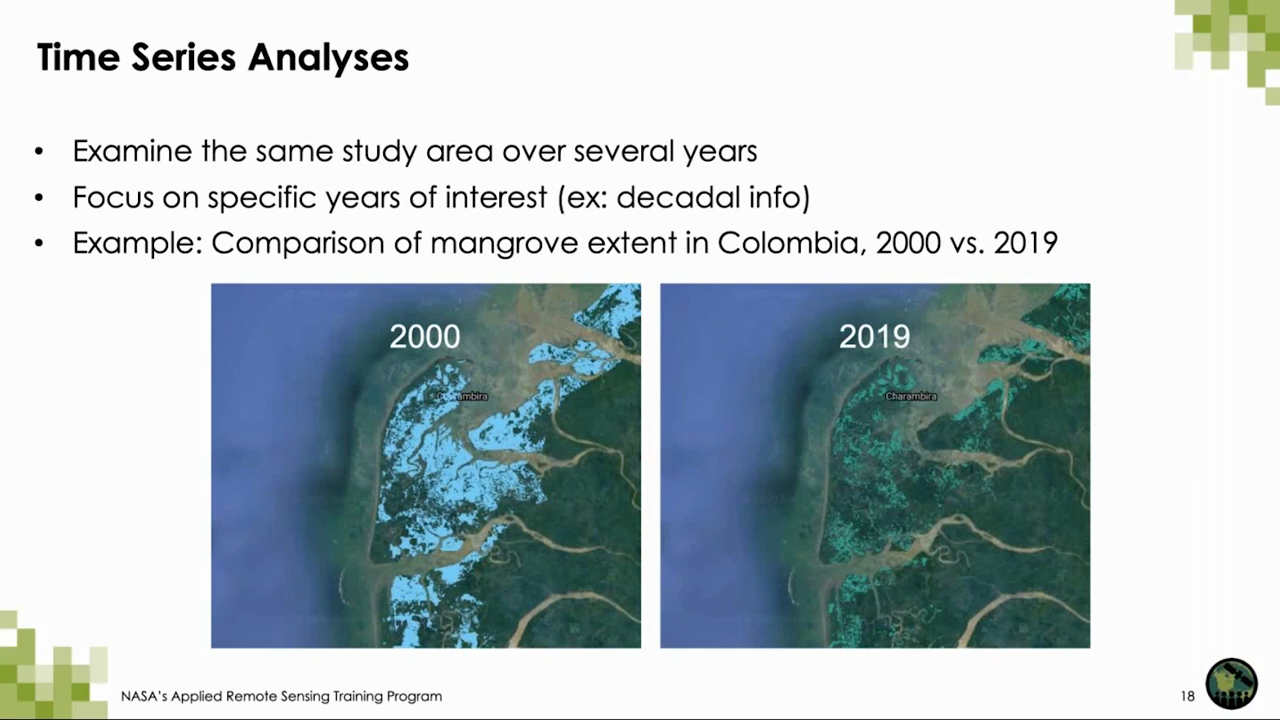 Time Series Analyses
• Examine the same study area over several years
• Focus on specific years of interest (ex: decadal info)
• Example: Comparison of mangrove extent in Colombia, 2000 vs. 2019
2000
2019
Charambira
NASA's Applied Remote Sensing Training Program
18